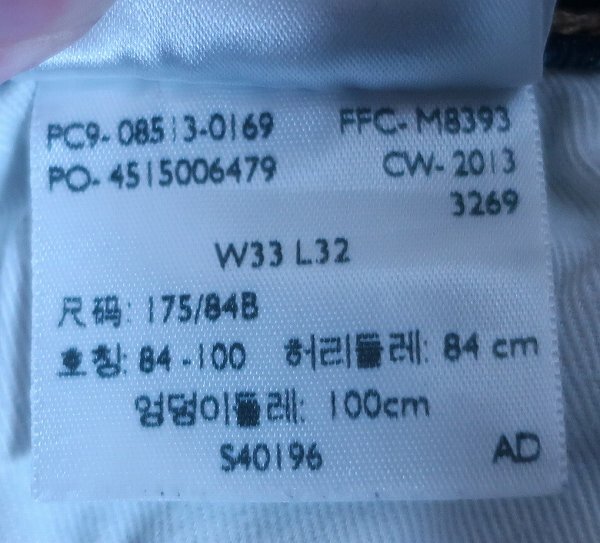 PC9- 08513-0169 FFC- M8393
PO- 4515006479 CW- 2013
3269
W33 L32
尺码: 175/84B
호칭: 84 -100 허리둘레: 84 cm
엉덩이둘레: 100cm
S40196 AD